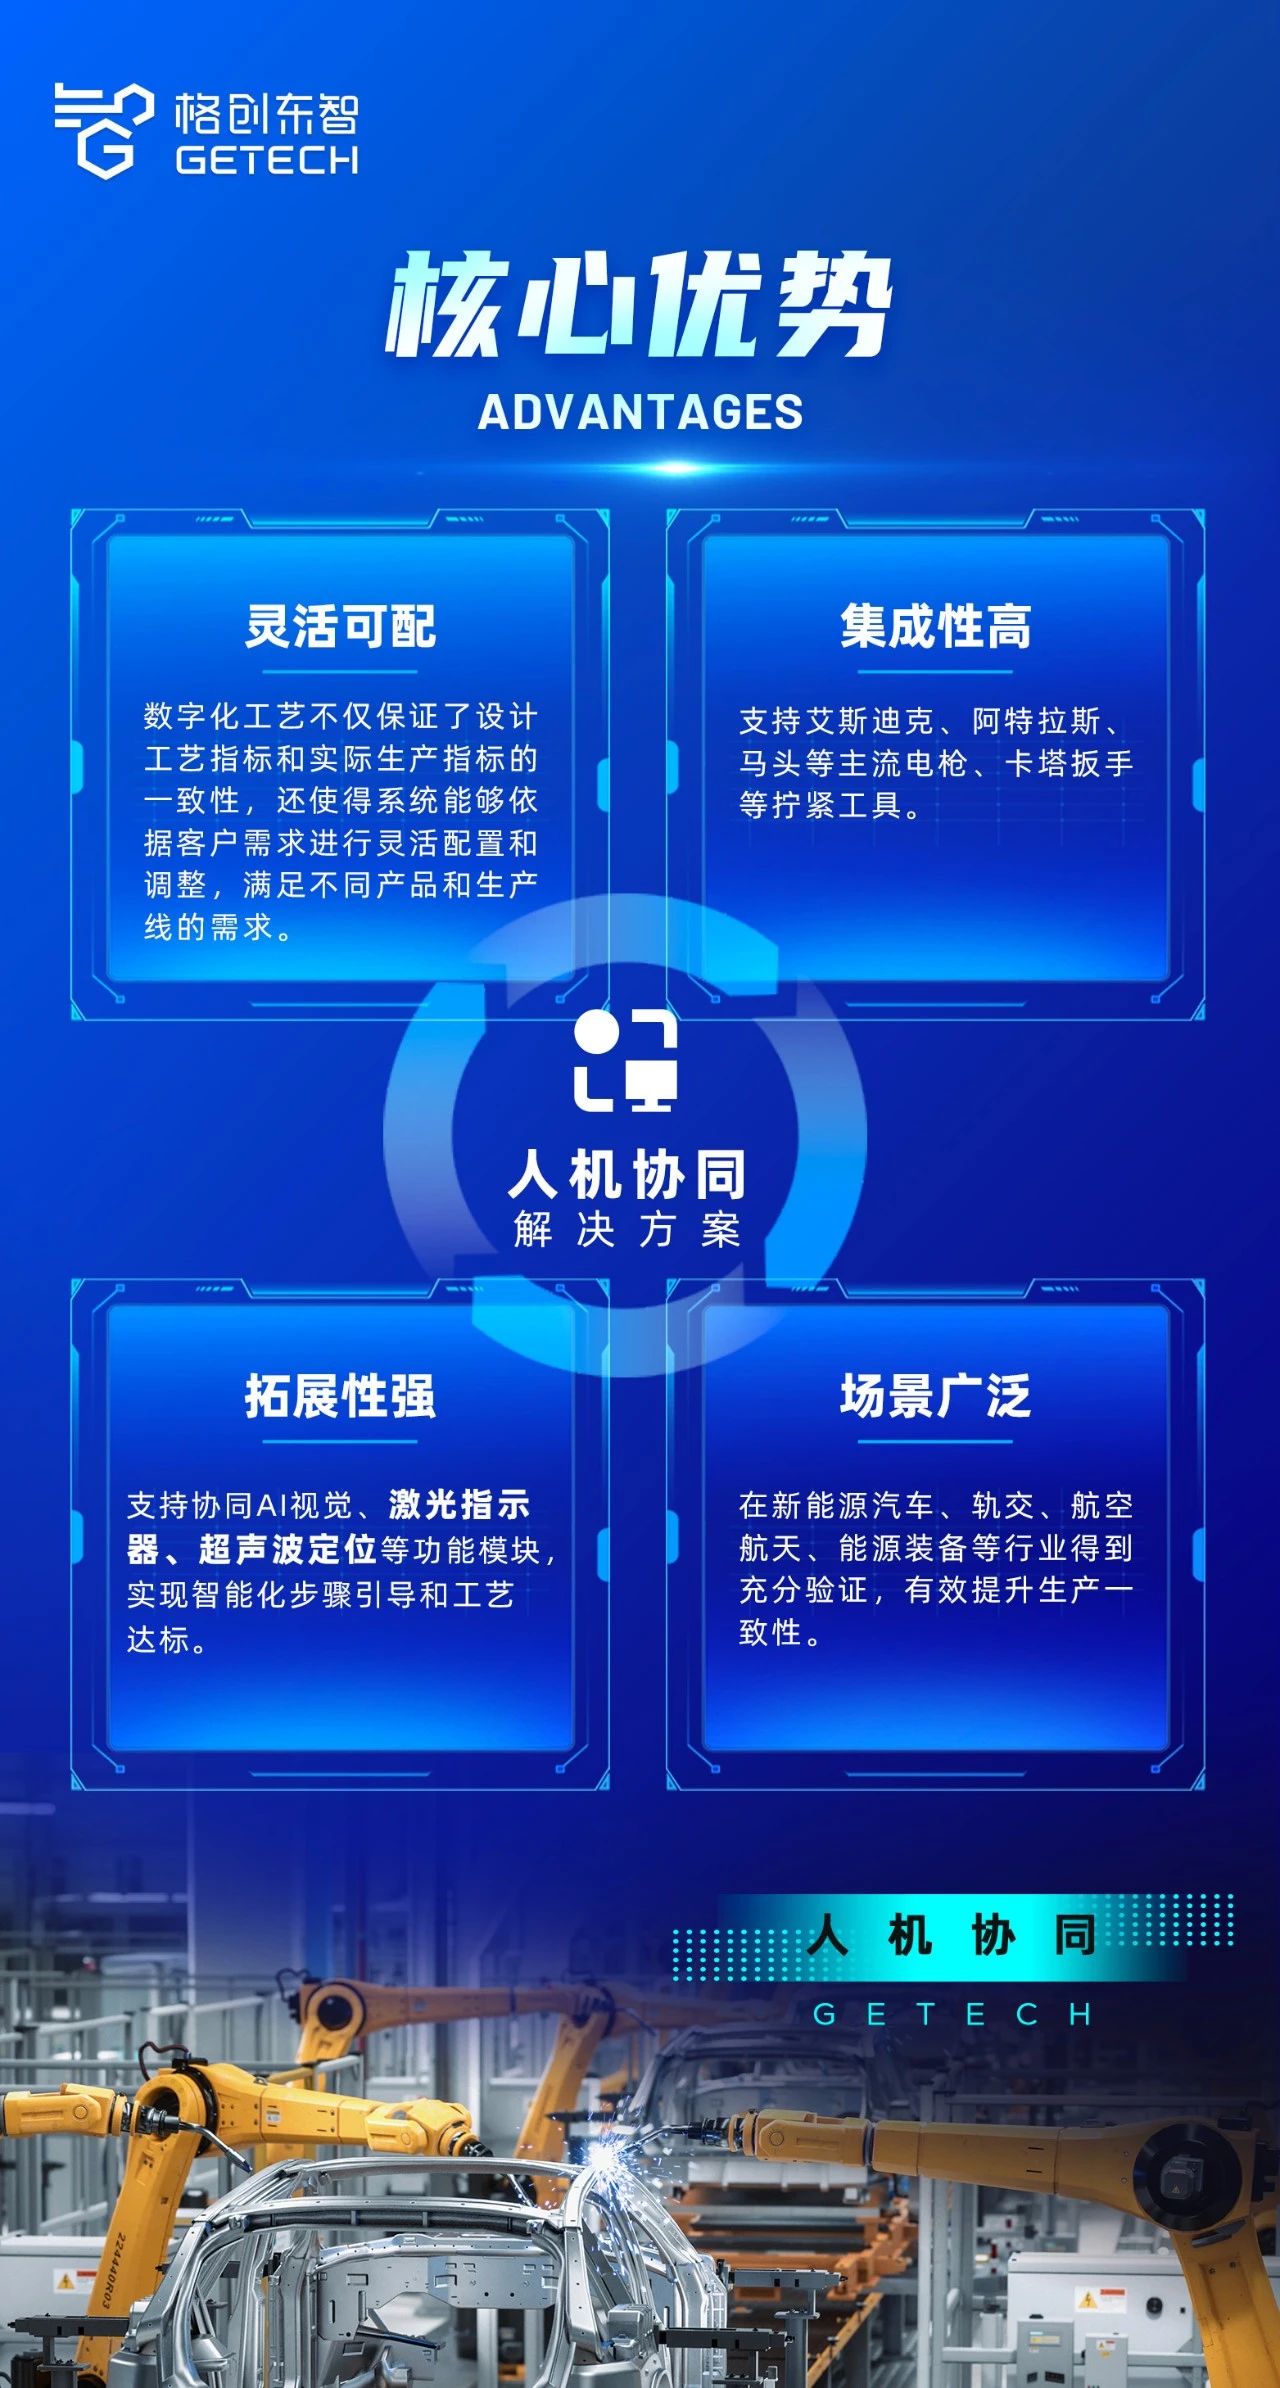 格创东智
GETECH
核心优势
ADVANTAGES
灵活可配
数字化工艺不仅保证了设计
工艺指标和实际生产指标的
一致性，还使得系统能够依
据客户需求进行灵活配置和
调整，满足不同产品和生产
线的需求。
集成性高
支持艾斯迪克、阿特拉斯、
马头等主流电枪、卡塔扳手
等拧紧工具。
人机协同
解决方案
拓展性强
支持协同AI视觉、激光指示
器、超声波定位等功能模块，
实现智能化步骤引导和工艺
达标。
场景广泛
在新能源汽车、轨交、航空
航天、能源装备等行业得到
充分验证，有效提升生产一
致性。
人机协同
GETECH
224440R03